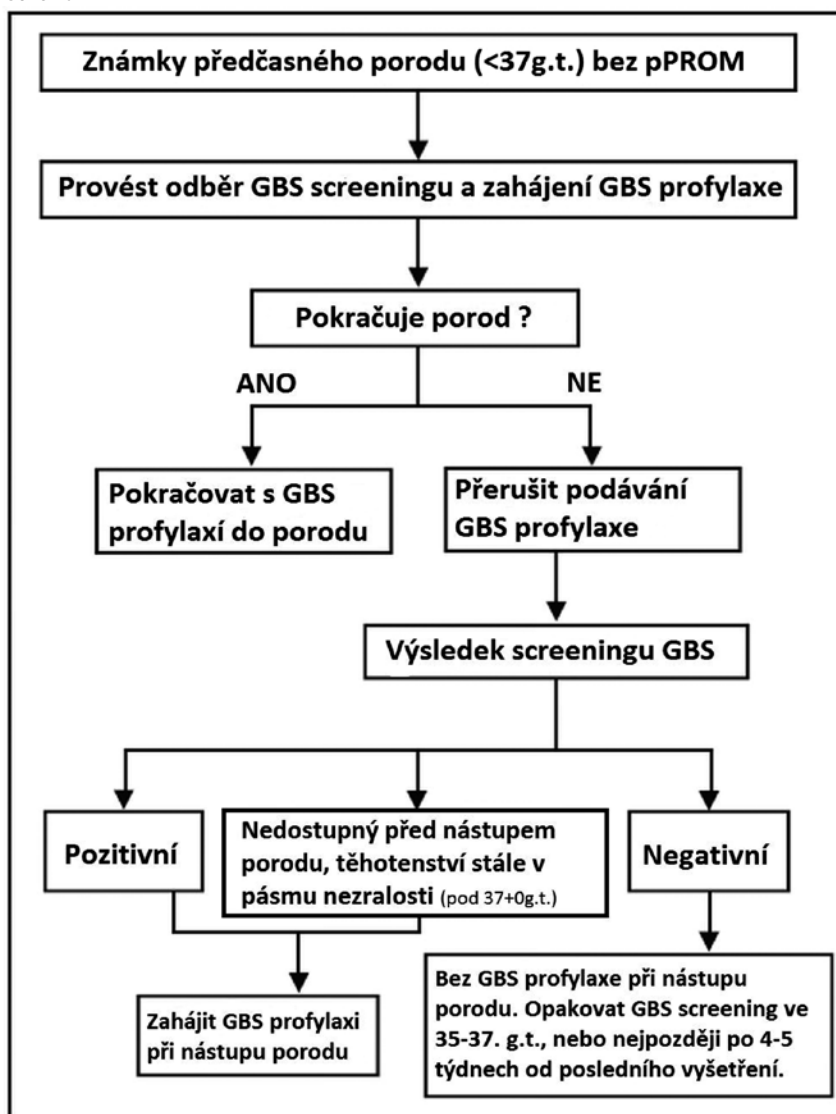 Známky předčasného porodu (<37g.t.) bez pPROM
Provést odběr GBS screeningu a zahájení GBS profylaxe
Pokračuje porod ?
ANO
NE
Pokračovat s GBS
profylaxí do porodu
Přerušit podávání
GBS profylaxe
Výsledek screeningu GBS
Pozitivní
Nedostupný před nástupem
porodu, těhotenství stále v
pásmu nezralosti (pod 37+0g.t.)
Negativní
Zahájit GBS profylaxi
při nástupu porodu
Bez GBS profylaxe při nástupu
porodu. Opakovat GBS screening ve
35-37. g.t., nebo nejpozději po 4-5
týdnech od posledního vyšetření.